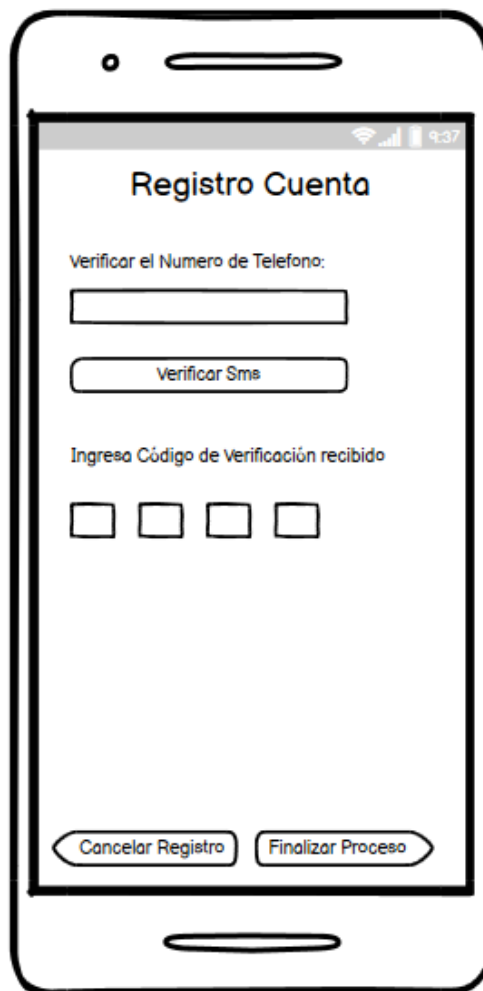 9:37
Registro Cuenta
Verificar el Numero de Telefono:
Verificar Sms
Ingresa Código de Verificación recibido
Cancelar Registro
Finalizar Proceso